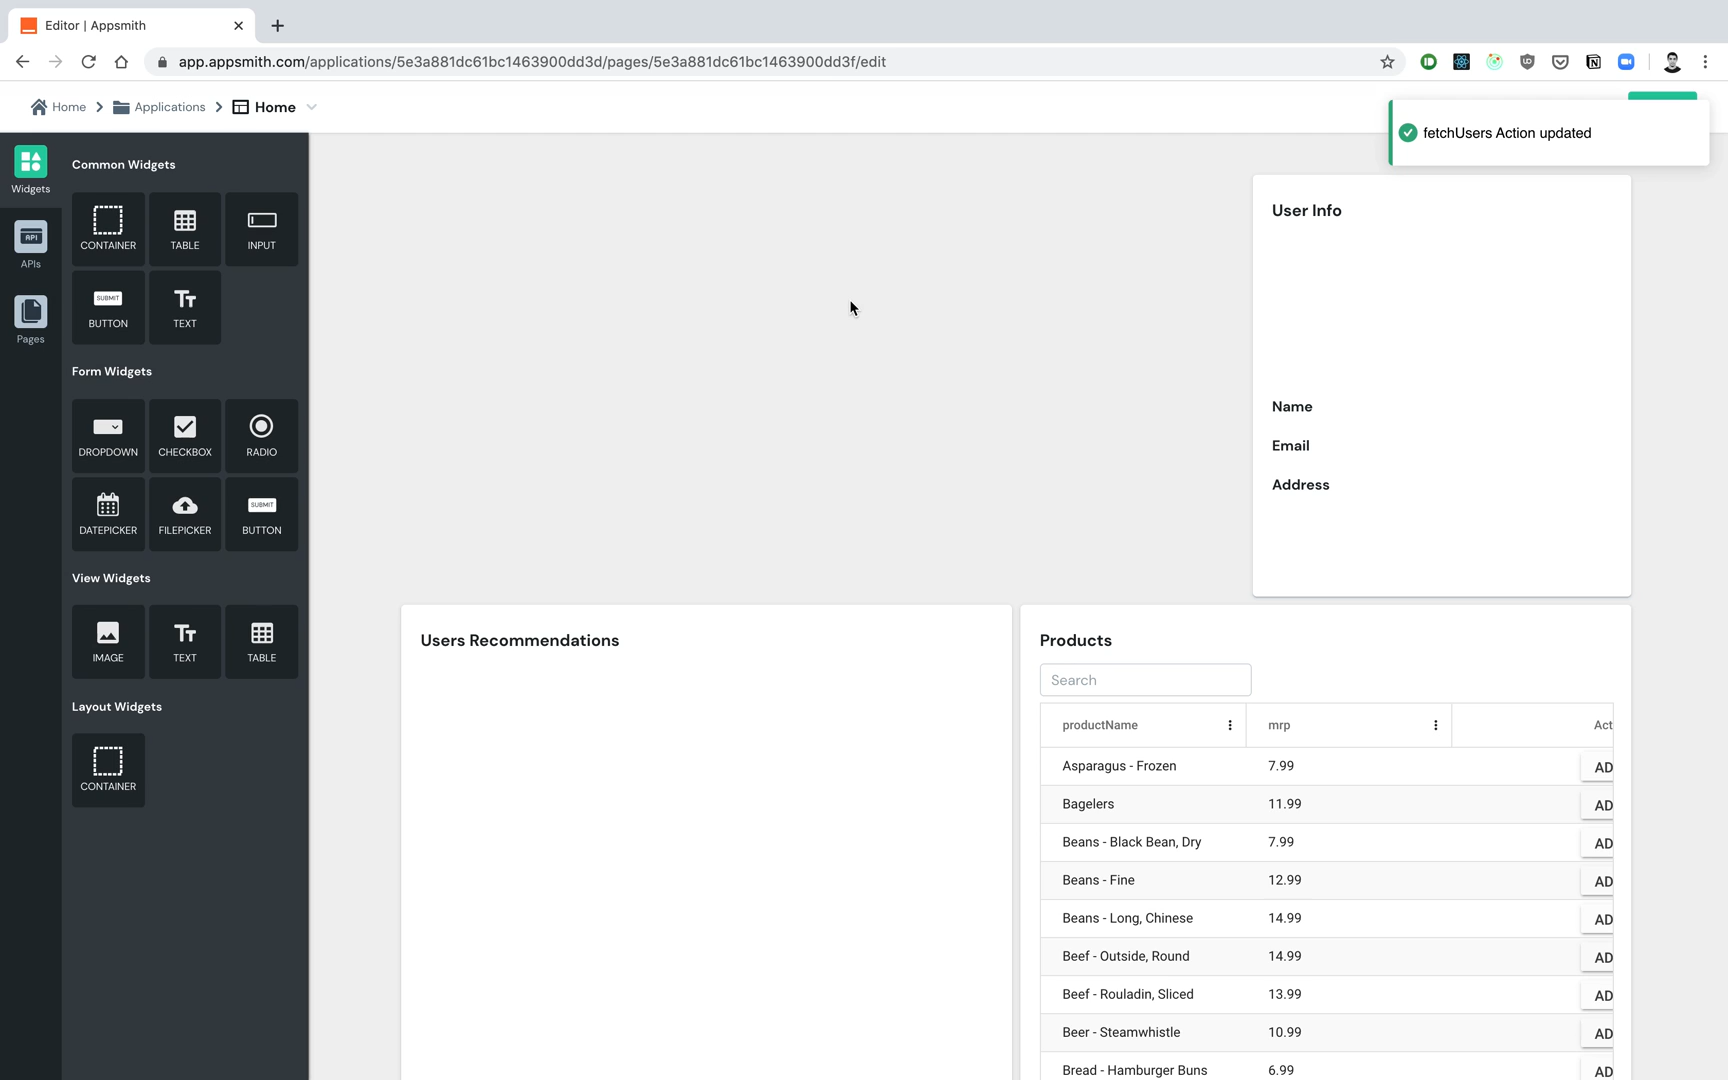 Editor | Appsmith
app.appsmith.com/applications/5e3a881dc61bc1463900dd3d/pages/5e3a881dc61bc1463900dd3f/edit
Home
Applications
Home
fetchUsers Action updated
Widgets
APIs
Pages
Common Widgets
CONTAINER
TABLE
INPUT
SUBMIT
BUTTON
TEXT
Form Widgets
DROPDOWN
CHECKBOX
RADIO
DATEPICKER
FILEPICKER
SUBMIT
BUTTON
View Widgets
IMAGE
TEXT
TABLE
Layout Widgets
CONTAINER
User Info
Name
Email
Address
Users Recommendations
Products
Search
productName mrp Act
Asparagus - Frozen 7.99 AD
Bagelers 11.99 AD
Beans - Black Bean, Dry 7.99 AD
Beans - Fine 12.99 AD
Beans - Long, Chinese 14.99 AD
Beef - Outside, Round 14.99 AD
Beef - Rouladin, Sliced 13.99 AD
Beer - Steamwhistle 10.99 AD
Bread - Hamburger Buns 6.99 AD